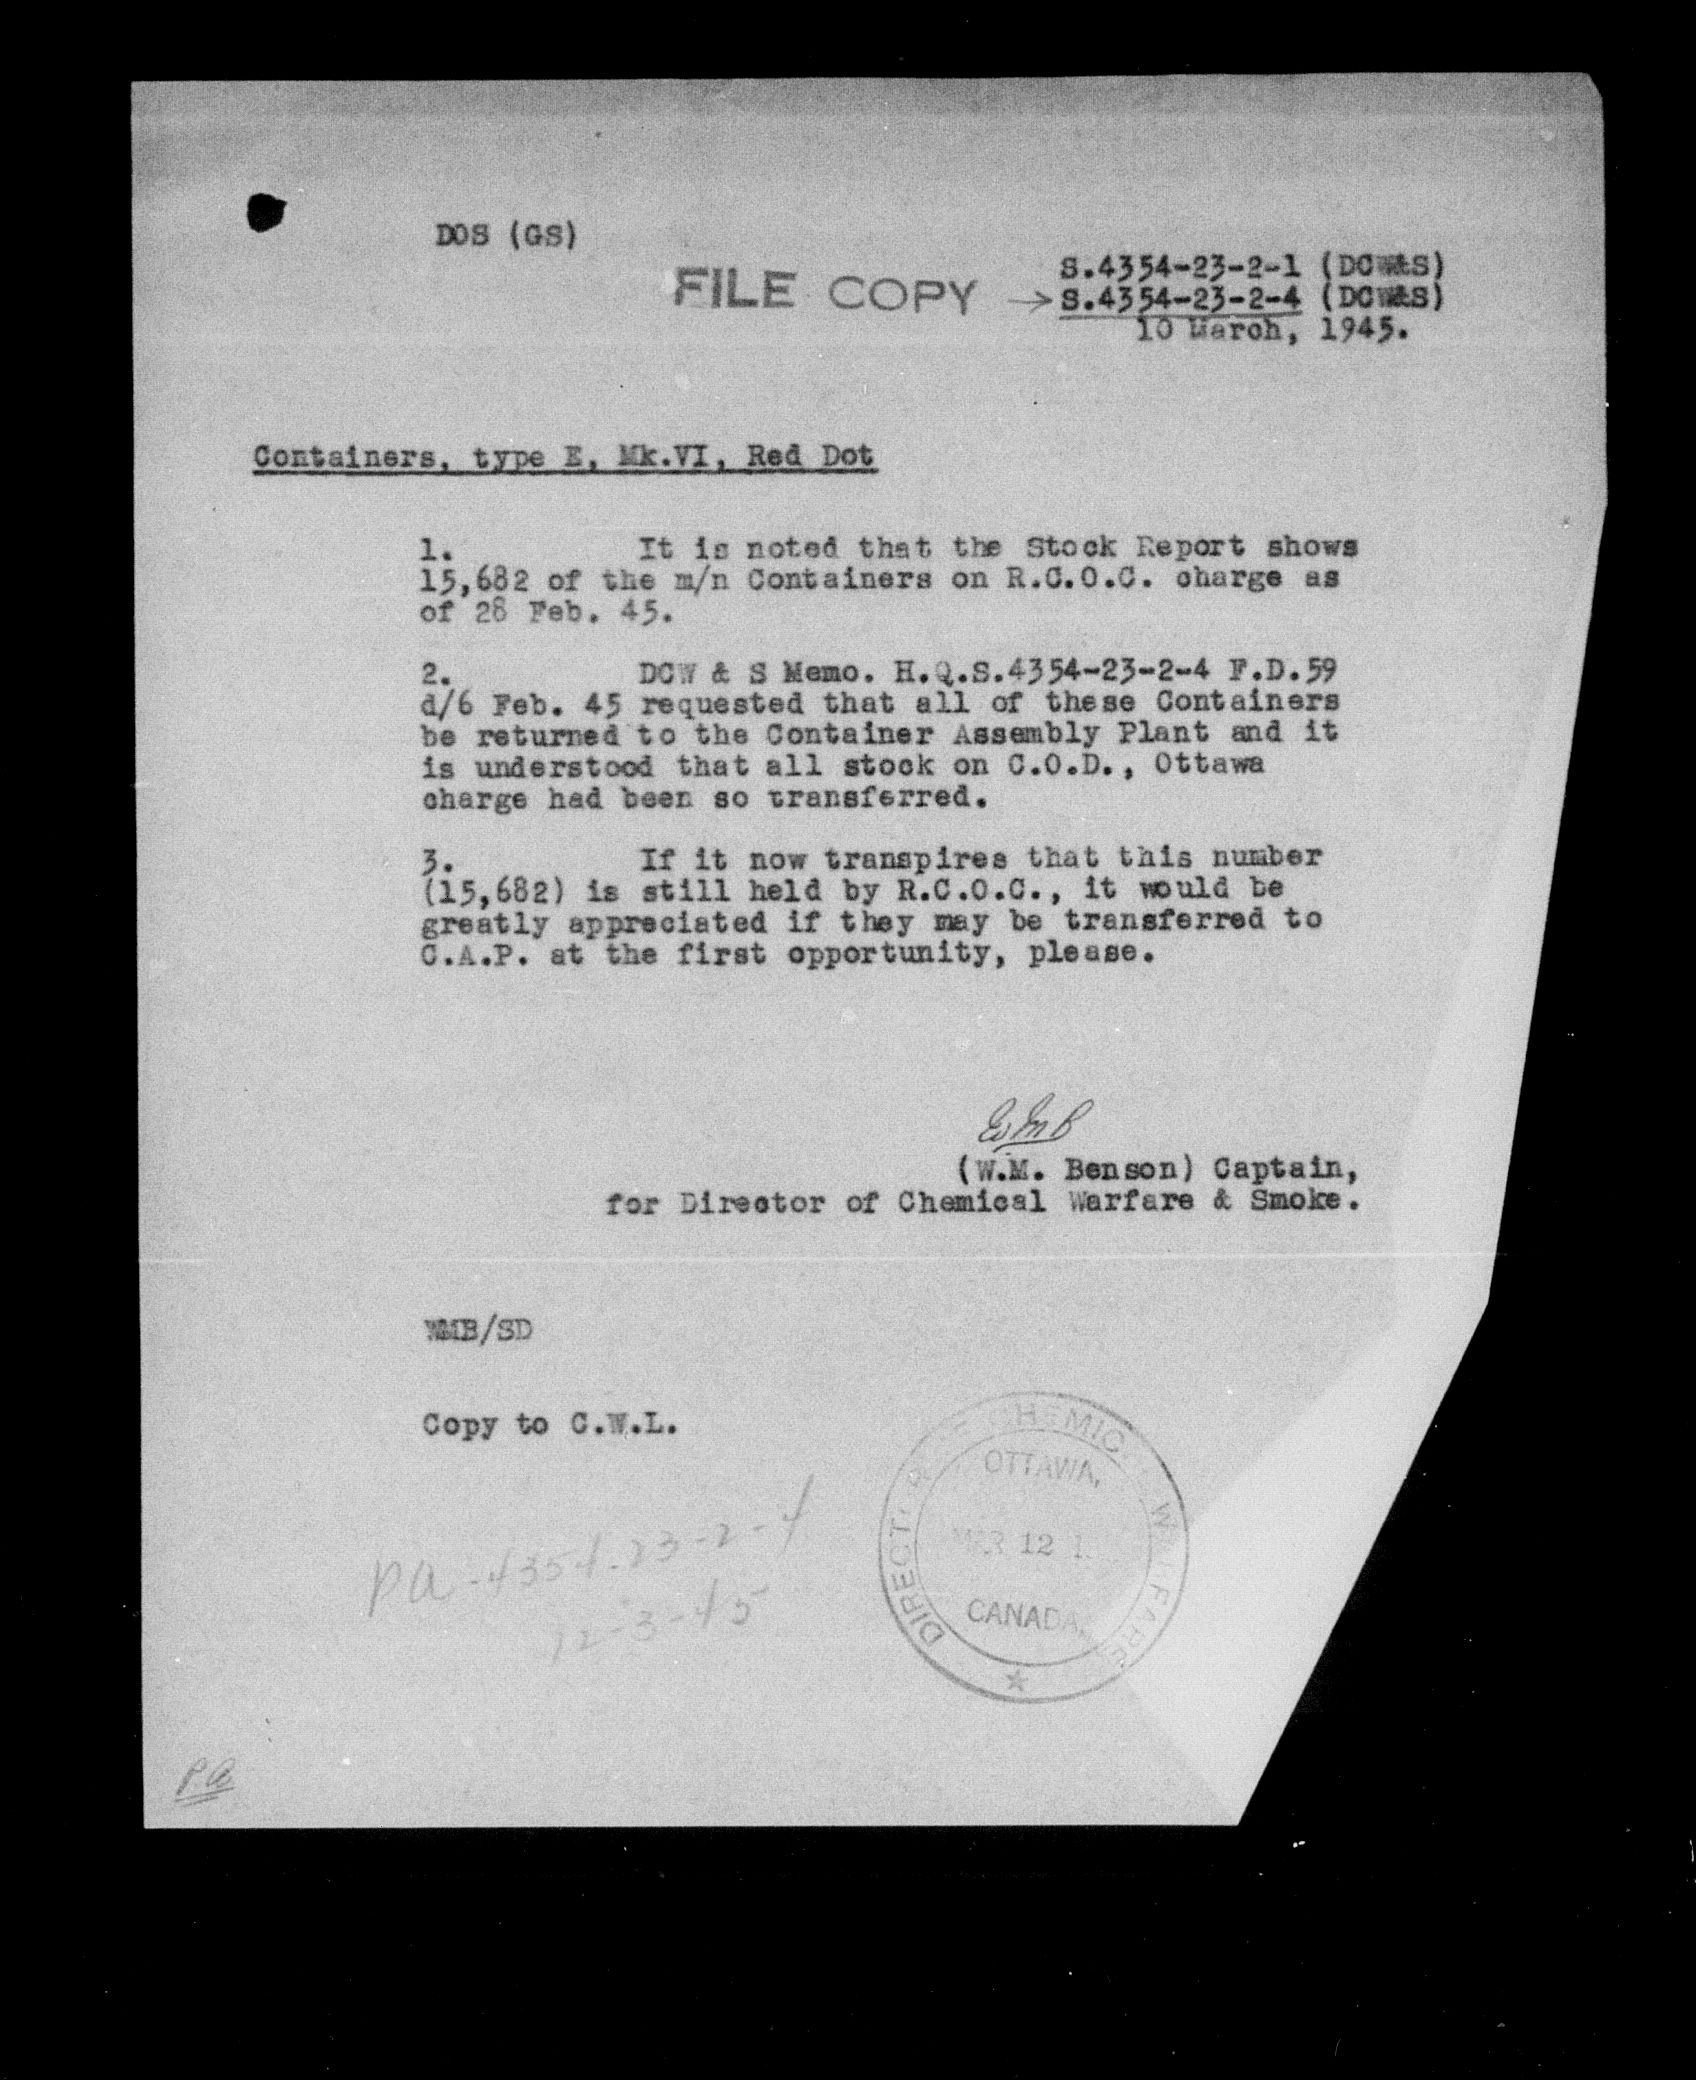 DOS (GS)
S.4354-23-2-1 (DCW&S)
FILE COPY → S.4354-23-2-4 (DCW&S)
10 March, 1945.
Containers, type E, Mk.VI, Red Dot
1. It is noted that the Stock Report shows
15,682 of the m/n Containers on R.C.O.C. charge as
of 28 Feb. 45.
2. DCW & S Memo. H.Q.S.4354-23-2-4 F.D.59
d/6 Feb. 45 requested that all of these Containers
be returned to the Container Assembly Plant and it
is understood that all stock on C.O.D., Ottawa
charge had been so transferred.
3. If it now transpires that this number
(15,682) is still held by R.C.O.C., it would be
greatly appreciated if they may be transferred to
C.A.P. at the first opportunity, please.
WMB
(W.M. Benson) Captain,
for Director of Chemical Warfare & Smoke.
WMB/SD
Copy to C.W.L.
OTTAWA,
MAR 12
CANADA
pa-4354-23-2-4
12-3-45
P.A.